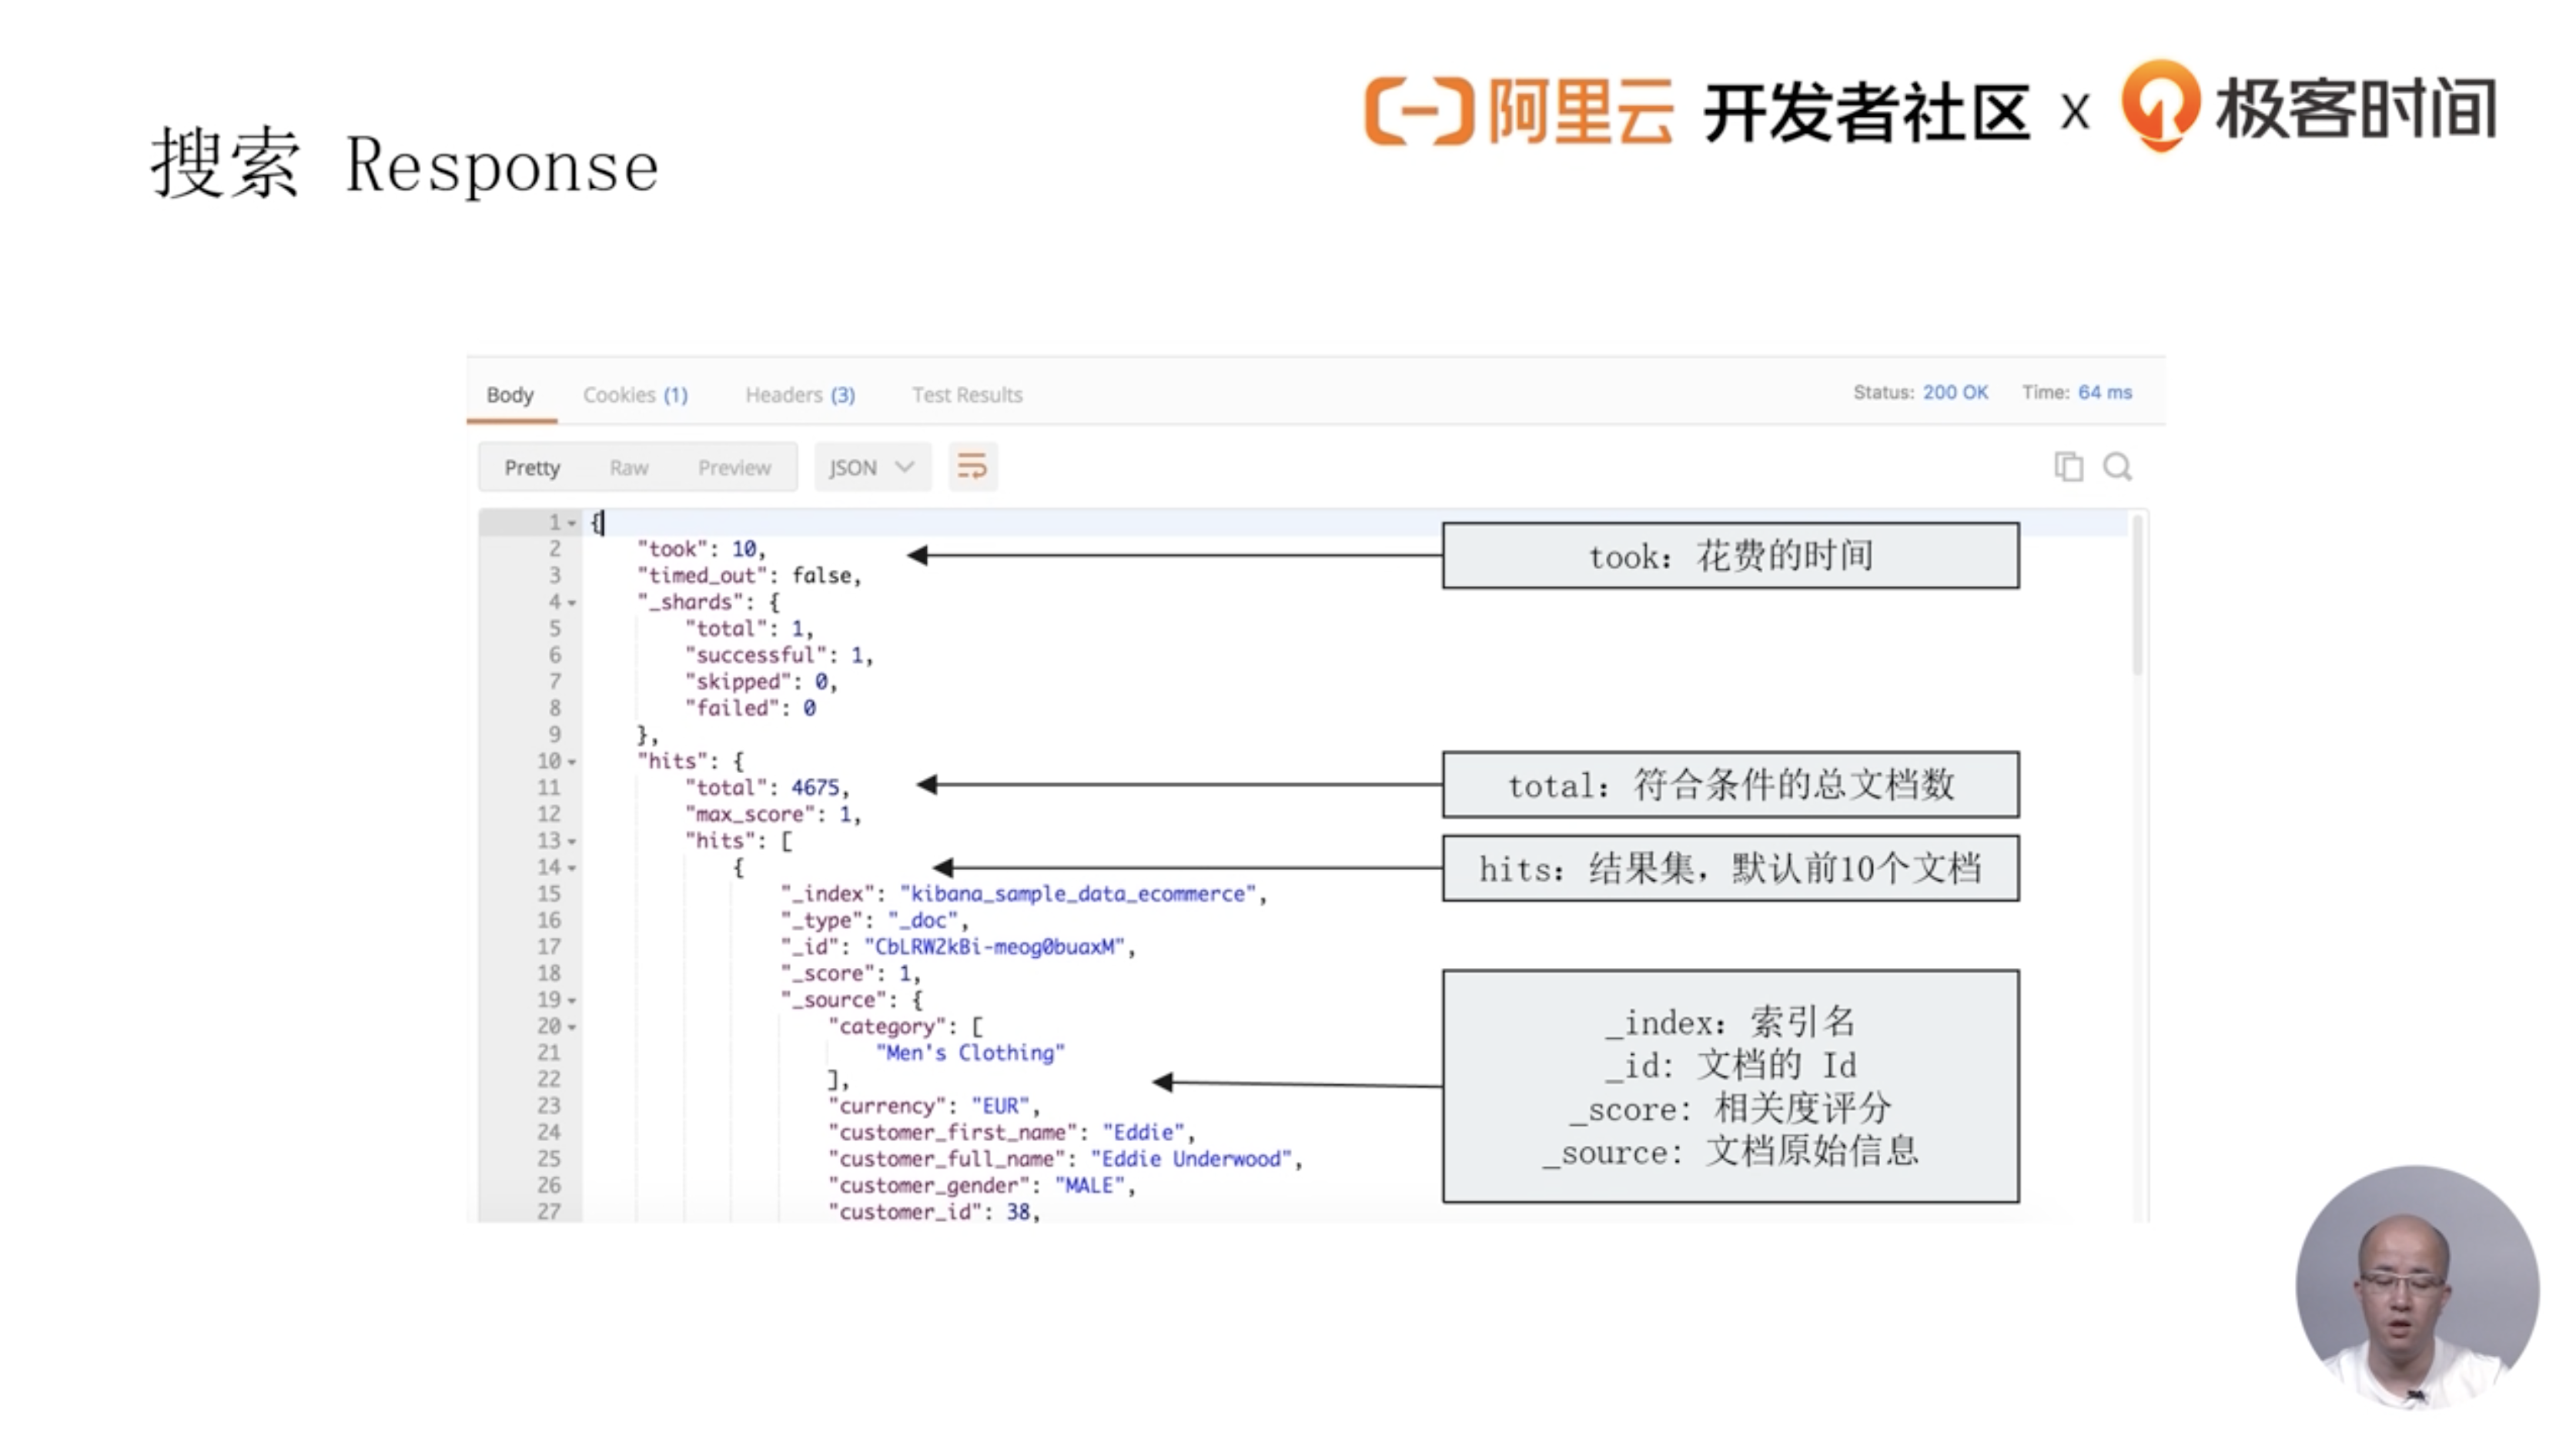 阿里云 开发者社区 x 极客时间
搜索 Response
Body Cookies (1) Headers (3) Test Results Status: 200 OK Time: 64 ms
Pretty Raw Preview JSON
1 {
2 "took": 10,
3 "timed_out": false,
4 "_shards": {
5 "total": 1,
6 "successful": 1,
7 "skipped": 0,
8 "failed": 0
9 },
10 "hits": {
11 "total": 4675,
12 "max_score": 1,
13 "hits": [
14 {
15 "_index": "kibana_sample_data_ecommerce",
16 "_type": "_doc",
17 "_id": "CbLRW2kBi-meog0buaxM",
18 "_score": 1,
19 "_source": {
20 "category": [
21 "Men's Clothing"
22 ],
23 "currency": "EUR",
24 "customer_first_name": "Eddie",
25 "customer_full_name": "Eddie Underwood",
26 "customer_gender": "MALE",
27 "customer_id": 38,
took：花费的时间
total：符合条件的总文档数
hits：结果集，默认前10个文档
_index：索引名
_id: 文档的 Id
_score: 相关度评分
_source: 文档原始信息